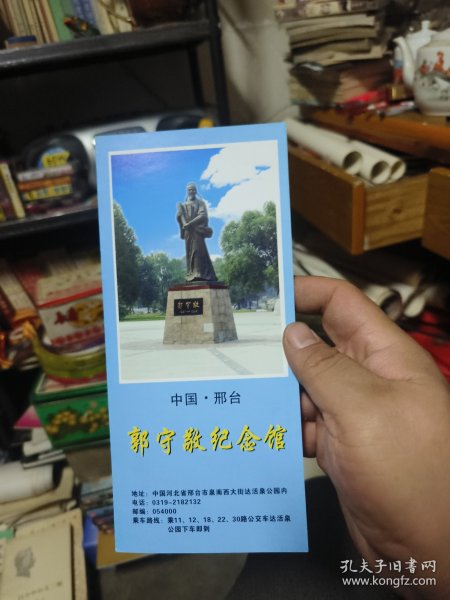 郭守敬
中国·邢台
郭守敬纪念馆
地址：中国河北省邢台市泉南西大街达活泉公园内
电话：0319-2182132
邮编：054000
乘车路线：乘11、12、18、22、30路公交车达活泉
公园下车即到
孔夫子旧书网
www.kongfz.com